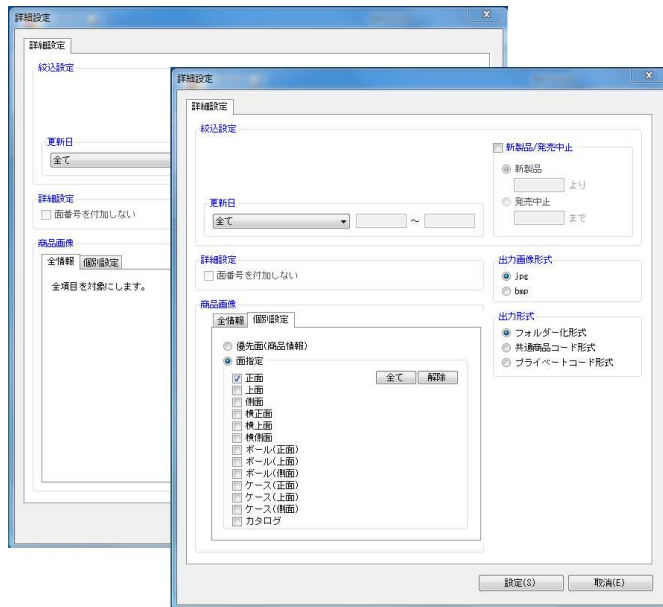 詳細設定
詳細設定
絞込設定
更新日
全て
詳細設定
面番号を付加しない
商品画像
全情報 個別設定
全項目を対象にします。
詳細設定
X
詳細設定
絞込設定
新製品/発売中止
新製品
より
発売中止
まで
更新日
全て ～
詳細設定
面番号を付加しない
出力画像形式
jpg
bmp
商品画像
全情報 個別設定
優先面(商品情報)
面指定
全て 解除
正面
上面
側面
横正面
横上面
横側面
ボール(正面)
ボール(上面)
ボール(側面)
ケース(正面)
ケース(上面)
ケース(側面)
カタログ
出力形式
フォルダー化形式
共通商品コード形式
プライベートコード形式
設定(S) 取消(E)